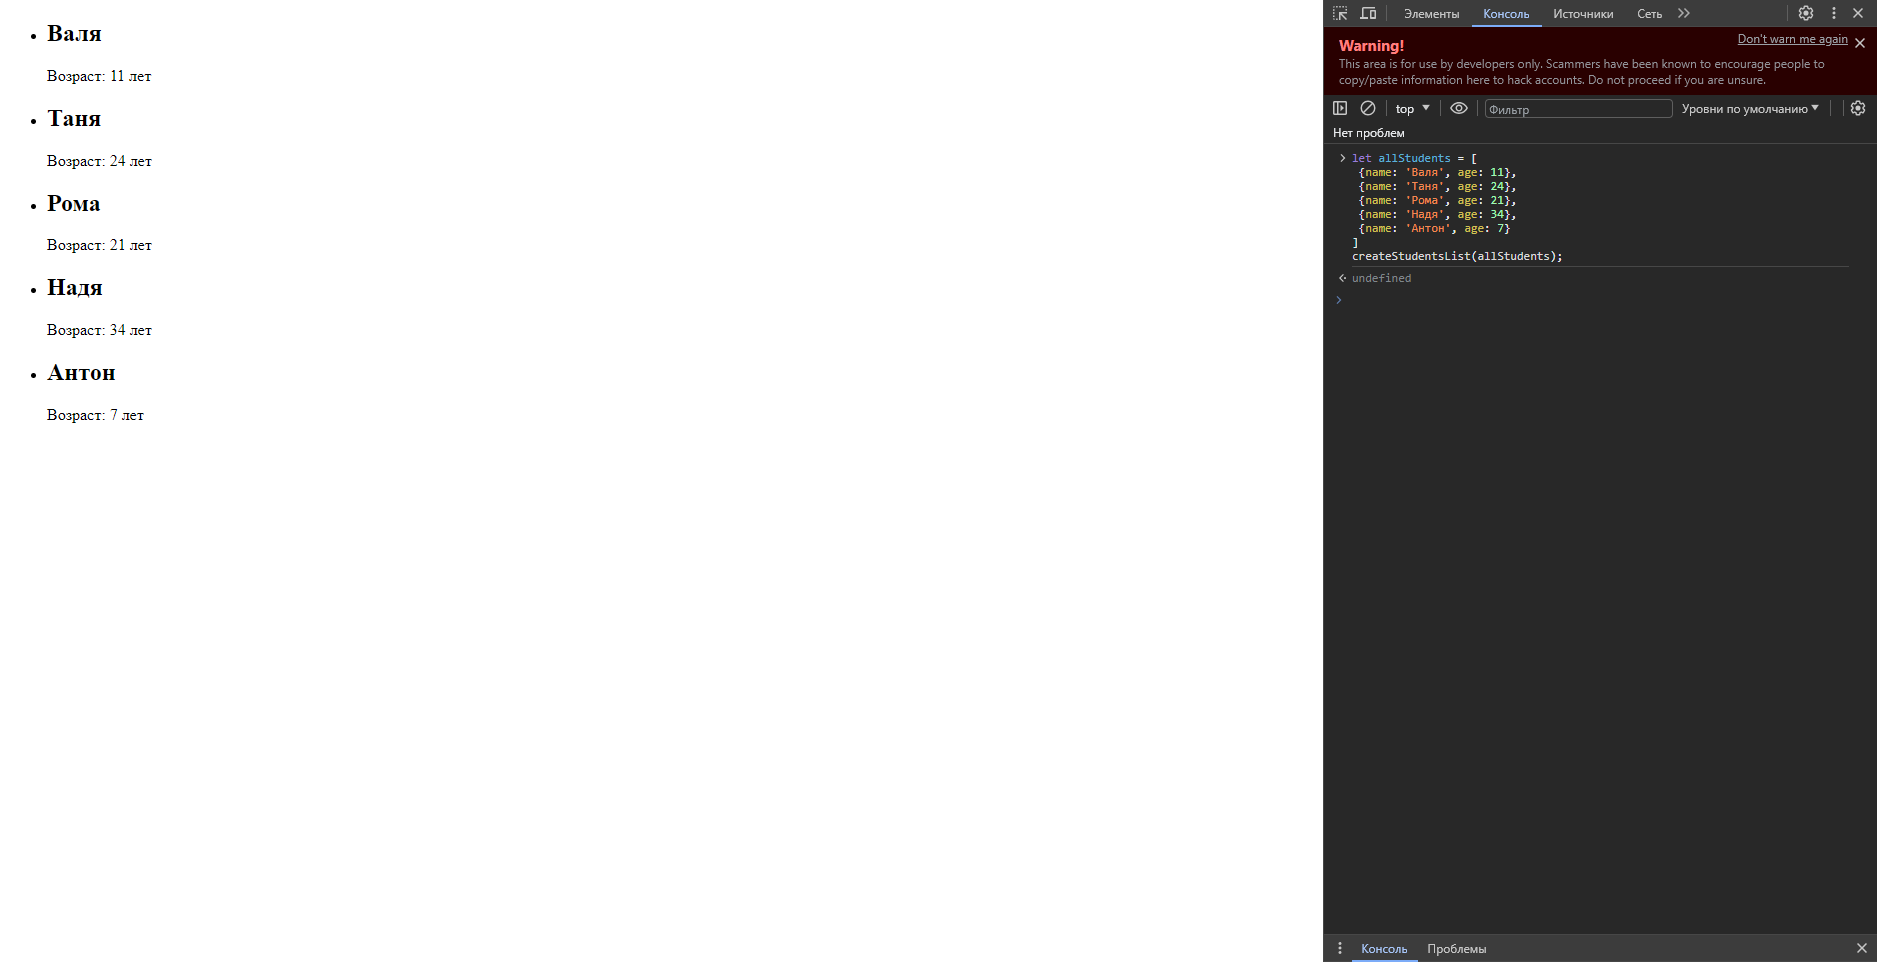 Валя
Возраст: 11 лет
Таня
Возраст: 24 лет
Рома
Возраст: 21 лет
Надя
Возраст: 34 лет
Антон
Возраст: 7 лет
Элементы Консоль Источники Сеть
Warning!
Don't warn me again
This area is for use by developers only. Scammers have been known to encourage people to
copy/paste information here to hack accounts. Do not proceed if you are unsure.
top Фильтр Уровни по умолчанию
Нет проблем
let allStudents = [
{name: 'Валя', age: 11},
{name: 'Таня', age: 24},
{name: 'Рома', age: 21},
{name: 'Надя', age: 34},
{name: 'Антон', age: 7}
]
createStudentsList(allStudents);
undefined
Консоль Проблемы